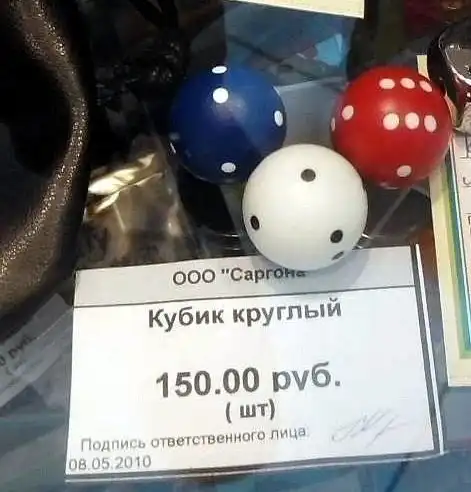 ООО "Саргона"
Кубик круглый
150.00 руб.
( шт)
Подпись ответственного лица:
08.05.2010